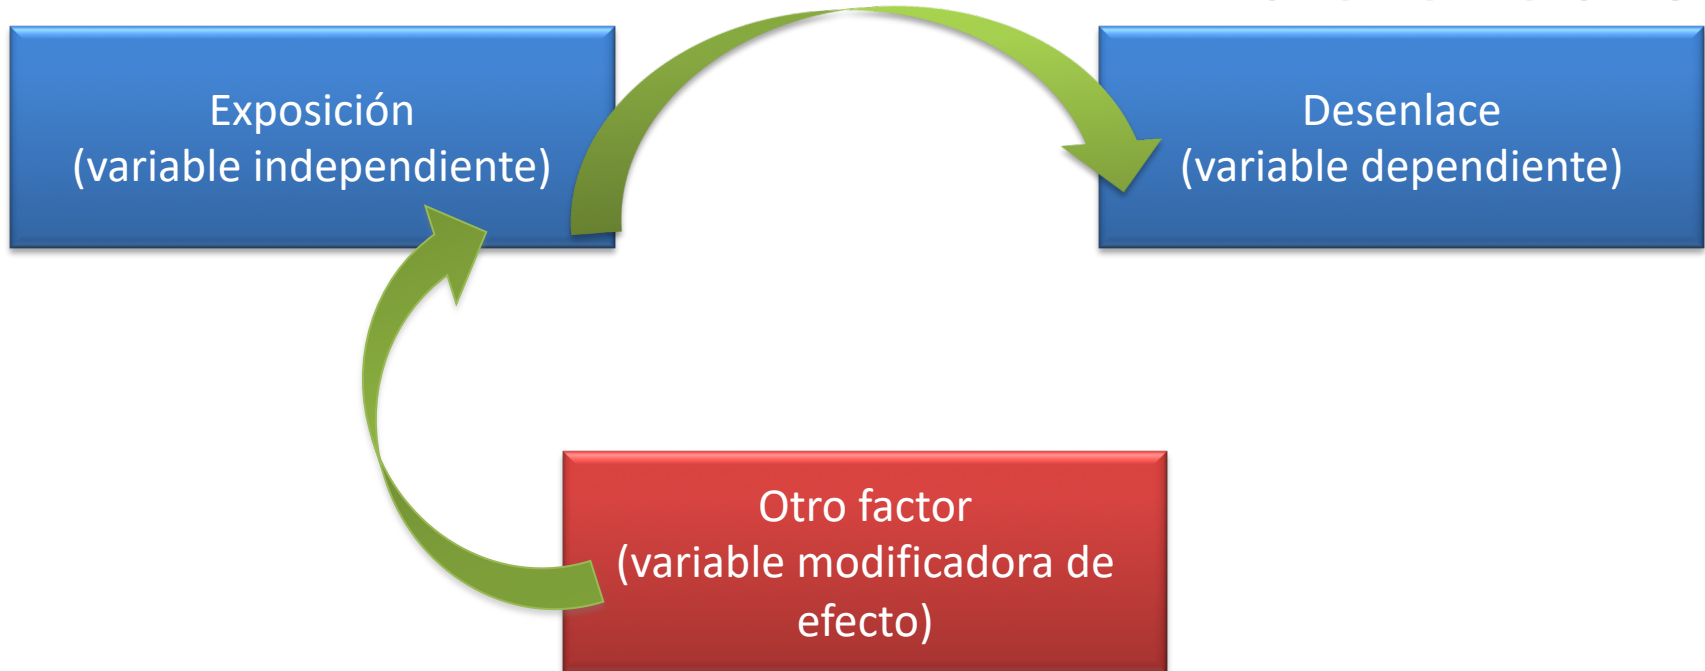 Exposición
(variable independiente)
Desenlace
(variable dependiente)
Otro factor
(variable modificadora de
efecto)